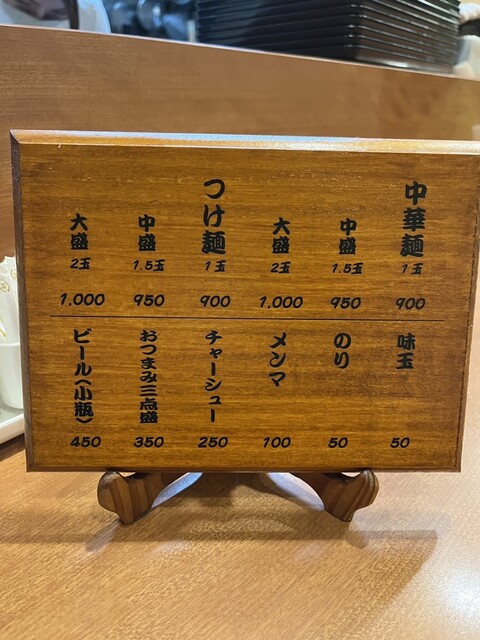 中華麺 1玉 900
中盛 1.5玉 950
大盛 2玉 1,000
つけ麺 1玉 900
中盛 1.5玉 950
大盛 2玉 1,000
味玉 50
のり 50
メンマ 100
チャーシュー 250
おつまみ三点盛 350
ビール(小瓶) 450